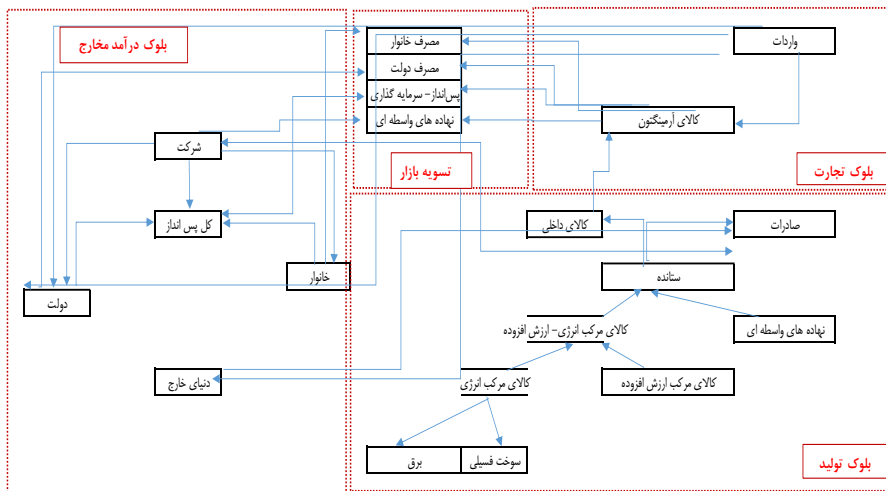 واردات
مصرف خانوار
بلوک درآمد مخارج
مصرف دولت
پس‌انداز- سرمایه گذاری
نهاده های واسطه ای
کالای آرمینگتون
شرکت
تسویه بازار
بلوک تجارت
صادرات
کالای داخلی
کل پس انداز
خانوار
ستانده
دولت
نهاده های واسطه ای
کالای مرکب انرژی- ارزش افزوده
دنیای خارج
کالای مرکب انرژی
کالای مرکب ارزش افزوده
بلوک تولید
سوخت فسیلی
برق